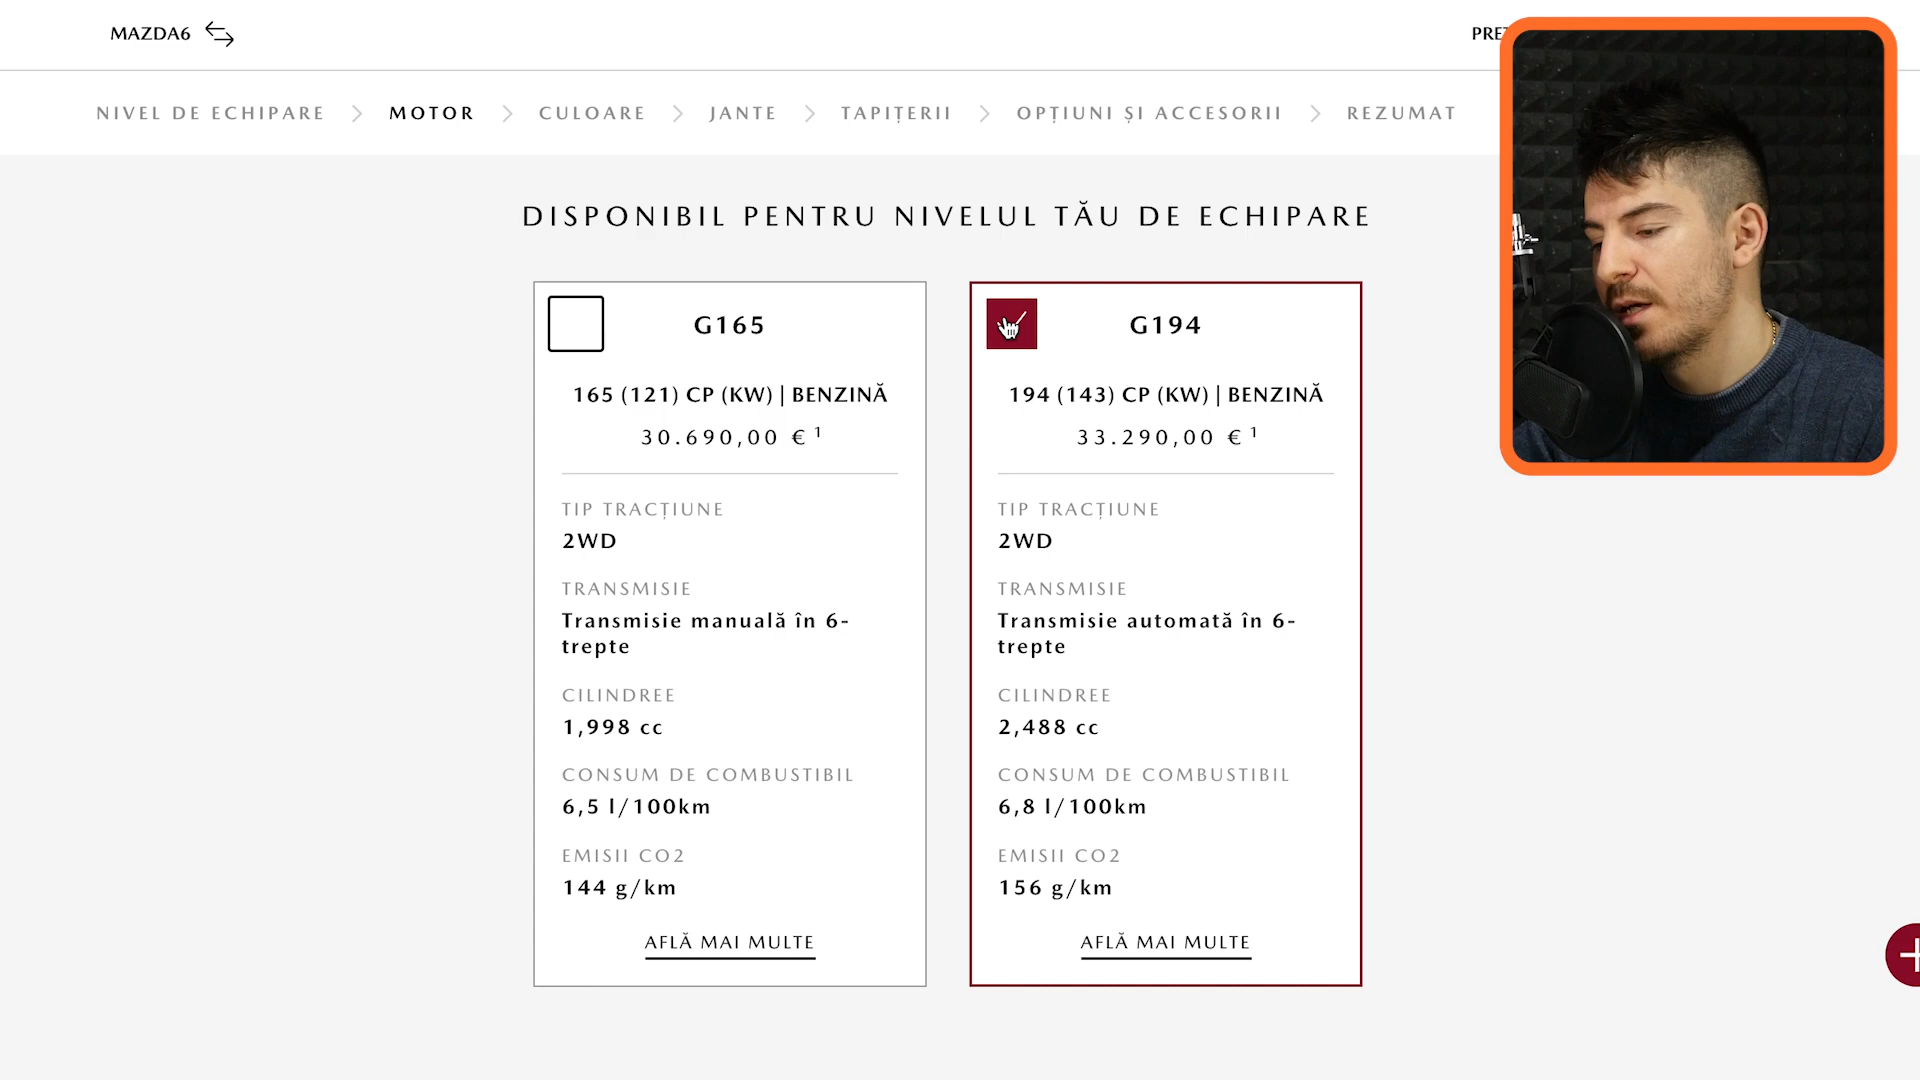 MAZDA6
NIVEL DE ECHIPARE
MOTOR
CULOARE
JANTE
TAPIȚERII
OPȚIUNI ȘI ACCESORII
REZUMAT
DISPONIBIL PENTRU NIVELUL TĂU DE ECHIPARE
G165
165 (121) CP (KW) | BENZINĂ
30.690,00 € 1
TIP TRACȚIUNE
2WD
TRANSMISIE
Transmisie manuală în 6-
trepte
CILINDREE
1,998 cc
CONSUM DE COMBUSTIBIL
6,5 l/100km
EMISII CO2
144 g/km
AFLĂ MAI MULTE
G194
194 (143) CP (KW) | BENZINĂ
33.290,00 € 1
TIP TRACȚIUNE
2WD
TRANSMISIE
Transmisie automată în 6-
trepte
CILINDREE
2,488 cc
CONSUM DE COMBUSTIBIL
6,8 l/100km
EMISII CO2
156 g/km
AFLĂ MAI MULTE